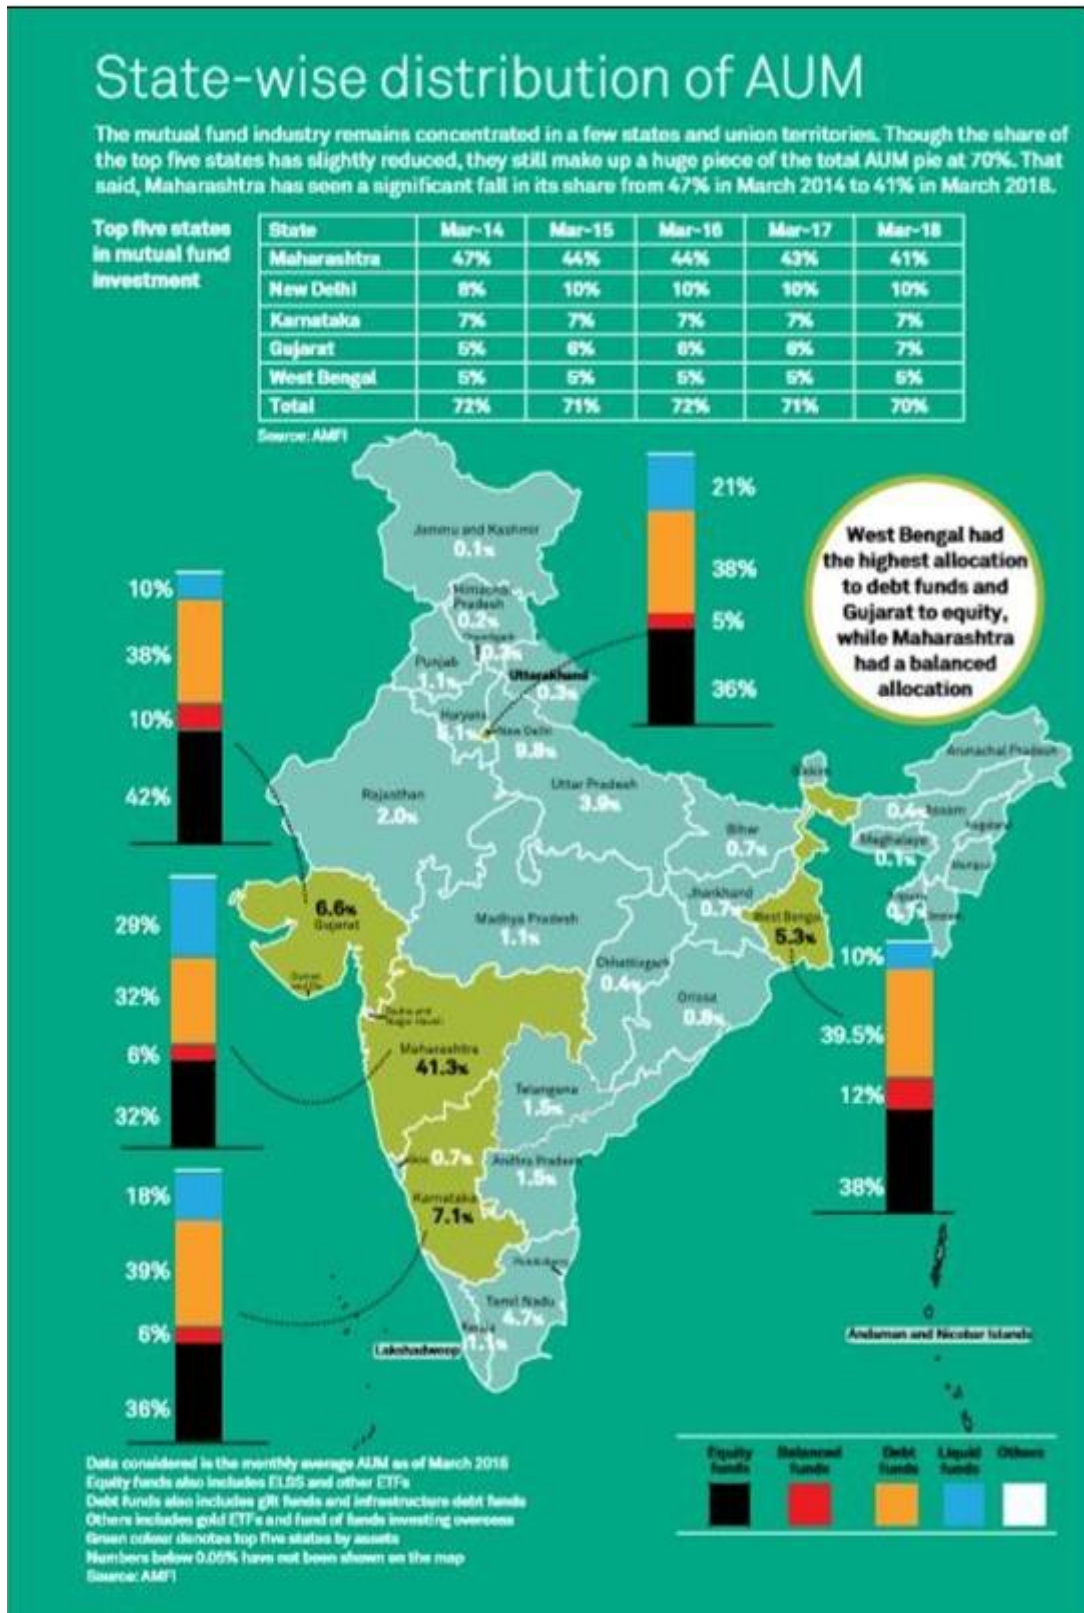 State-wise distribution of AUM
The mutual fund industry remains concentrated in a few states and union territories. Though the share of
the top five states has slightly reduced, they still make up a huge piece of the total AUM pie at 70%. That
said, Maharashtra has seen a significant fall in its share from 47% in March 2014 to 41% in March 2018.
Top five states
in mutual fund
investment
State Mar-14 Mar-15 Mar-16 Mar-17 Mar-18
Maharashtra 47% 44% 44% 43% 41%
New Delhi 8% 10% 10% 10% 10%
Karnataka 7% 7% 7% 7% 7%
Gujarat 5% 6% 6% 6% 7%
West Bengal 5% 5% 5% 5% 5%
Total 72% 71% 72% 71% 70%
Source: AMFI
21%
38%
5%
36%
West Bengal had
the highest allocation
to debt funds and
Gujarat to equity,
while Maharashtra
had a balanced
allocation
10%
38%
10%
42%
Jammu and Kashmir
0.1%
Himachal
Pradesh
0.2%
Chandigarh
0.3%
Punjab
1.1%
Uttarakhand
0.3%
Haryana
New Delhi
9.8%
Rajasthan
2.0%
Uttar Pradesh
3.9%
Bihar
0.7%
Sikkim
Arunachal Pradesh
0.4%
Assam
Nagaland
Meghalaya
0.1%
Manipur
Tripura
Jharkhand
0.7%
West Bengal
5.3%
6.6%
Gujarat
Madhya Pradesh
1.1%
Chhattisgarh
0.4%
Orissa
0.8%
Dadra and
Nagar Haveli
Maharashtra
41.3%
Telangana
1.5%
0.7%
Andhra Pradesh
1.5%
Karnataka
7.1%
Tamil Nadu
4.7%
Kerala
1.1%
Lakshadweep
29%
32%
6%
32%
10%
39.5%
12%
38%
18%
39%
6%
36%
Andaman and Nicobar Islands
Data considered is the monthly average AUM as of March 2018
Equity funds also includes ELSS and other ETFs
Debt funds also includes gilt funds and infrastructure debt funds
Others includes gold ETFs and fund of funds investing overseas
Green colour denotes top five states by assets
Numbers below 0.05% have not been shown on the map
Source: AMFI
Equity
funds
Balanced
funds
Debt
funds
Liquid
funds
Others